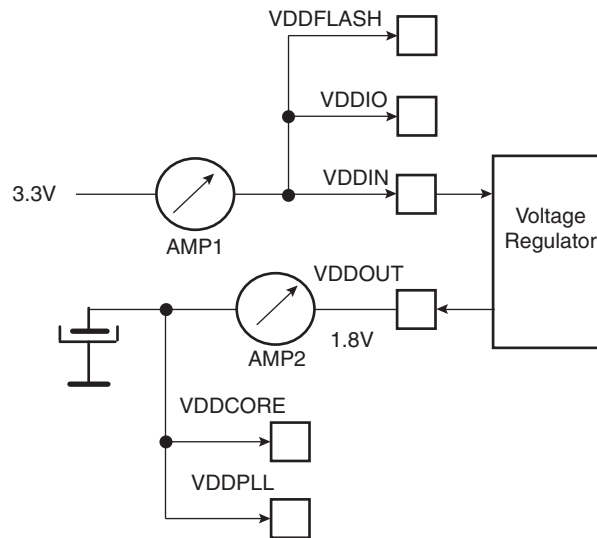 VDDFLASH
VDDIO
3.3V
VDDIN
AMP1
Voltage
Regulator
VDDOUT
AMP2
1.8V
VDDCORE
VDDPLL